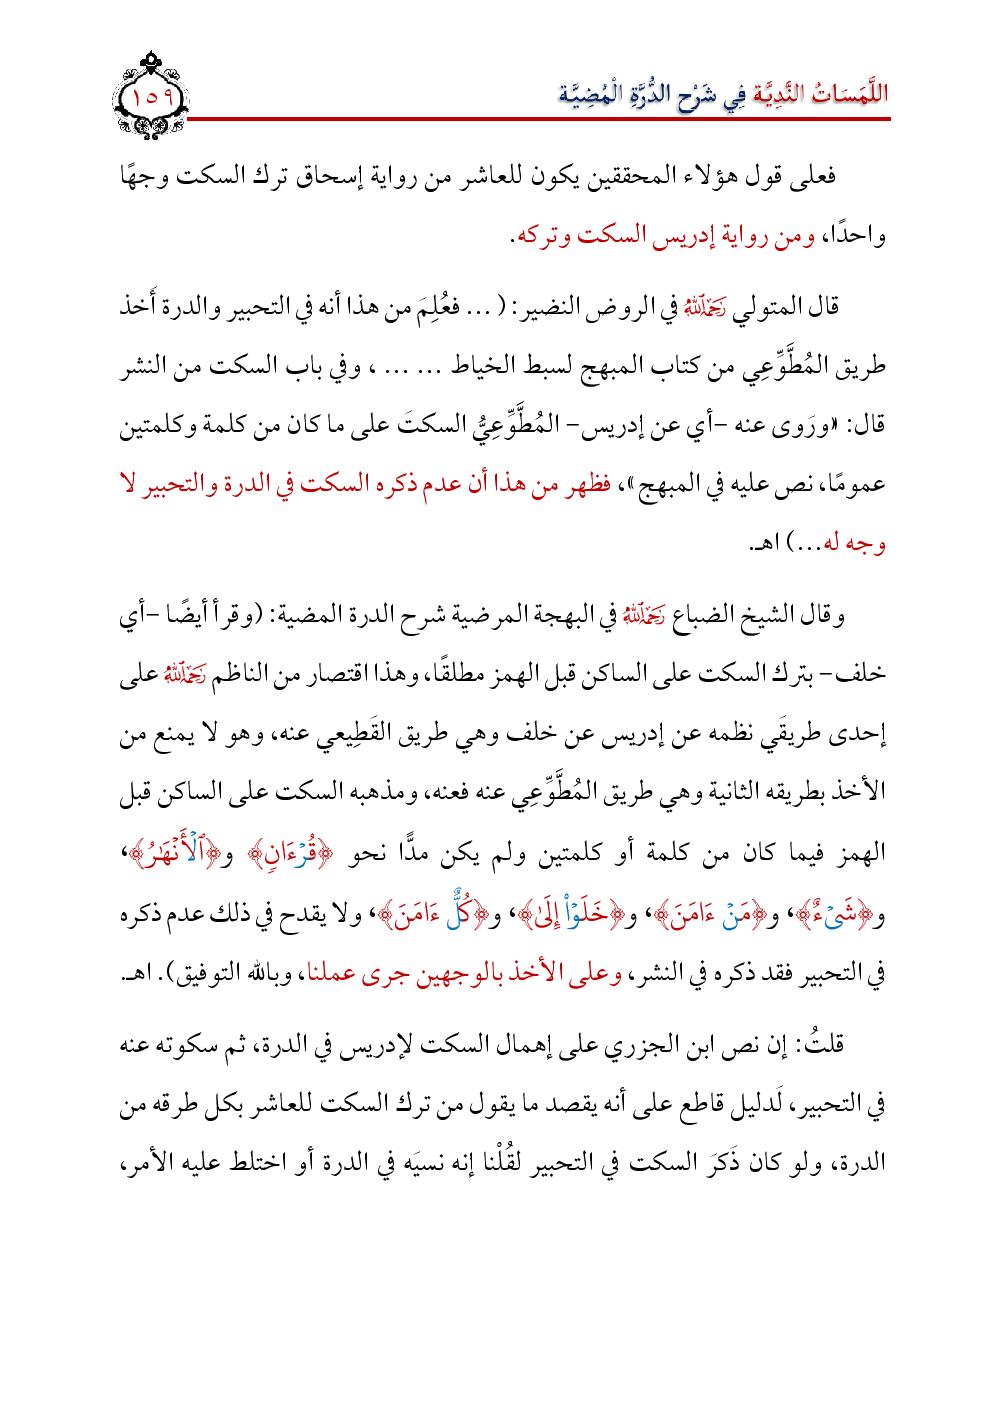 اللَّمَسَاتُ النَّدِيَّة فِي شَرْحِ الدُّرَّةِ الْمُضِيَّة
١٥٩
فعلى قول هؤلاء المحققين يكون للعاشر من رواية إسحاق ترك السكت وجهًا
واحدًا، ومن رواية إدريس السكت وتركه.
قال المتولي رَحِمَهُ ٱللَّهُ في الروض النضير: ( ... فعُلِمَ من هذا أنه في التحبير والدرة أَخذ
طريق المُطَّوِّعِي من كتاب المبهج لسبط الخياط ... ... ، وفي باب السكت من النشر
قال: «ورَوى عنه -أي عن إدريس- المُطَّوِّعِيُّ السكتَ على ما كان من كلمة وكلمتين
عمومًا، نص عليه في المبهج»، فظهر من هذا أن عدم ذكره السكت في الدرة والتحبير لا
وجه له...) اهـ.
وقال الشيخ الضباع رَحِمَهُ ٱللَّهُ في البهجة المرضية شرح الدرة المضية: (وقرأ أيضًا -أي
خلف- بترك السكت على الساكن قبل الهمز مطلقًا، وهذا اقتصار من الناظم رَحِمَهُ ٱللَّهُ على
إحدى طريقَي نظمه عن إدريس عن خلف وهي طريق القَطِيعي عنه، وهو لا يمنع من
الأخذ بطريقه الثانية وهي طريق المُطَّوِّعِي عنه فعنه، ومذهبه السكت على الساكن قبل
الهمز فيما كان من كلمة أو كلمتين ولم يكن مدًّا نحو ﴿قُرْءَانٖ﴾ و﴿ٱلْأَنْهَٰرُ﴾،
و﴿شَىْءٌ﴾، و﴿مَنْ ءَامَنَ﴾، و﴿خَلَوْاْ إِلَىٰ﴾، و﴿كُلٌّ ءَامَنَ﴾، ولا يقدح في ذلك عدم ذكره
في التحبير فقد ذكره في النشر، وعلى الأخذ بالوجهين جرى عملنا، وبالله التوفيق). اهـ.
قلتُ: إن نص ابن الجزري على إهمال السكت لإدريس في الدرة، ثم سكوته عنه
في التحبير، لَدليل قاطع على أنه يقصد ما يقول من ترك السكت للعاشر بكل طرقه من
الدرة، ولو كان ذَكرَ السكت في التحبير لقُلْنا إنه نسيَه في الدرة أو اختلط عليه الأمر،